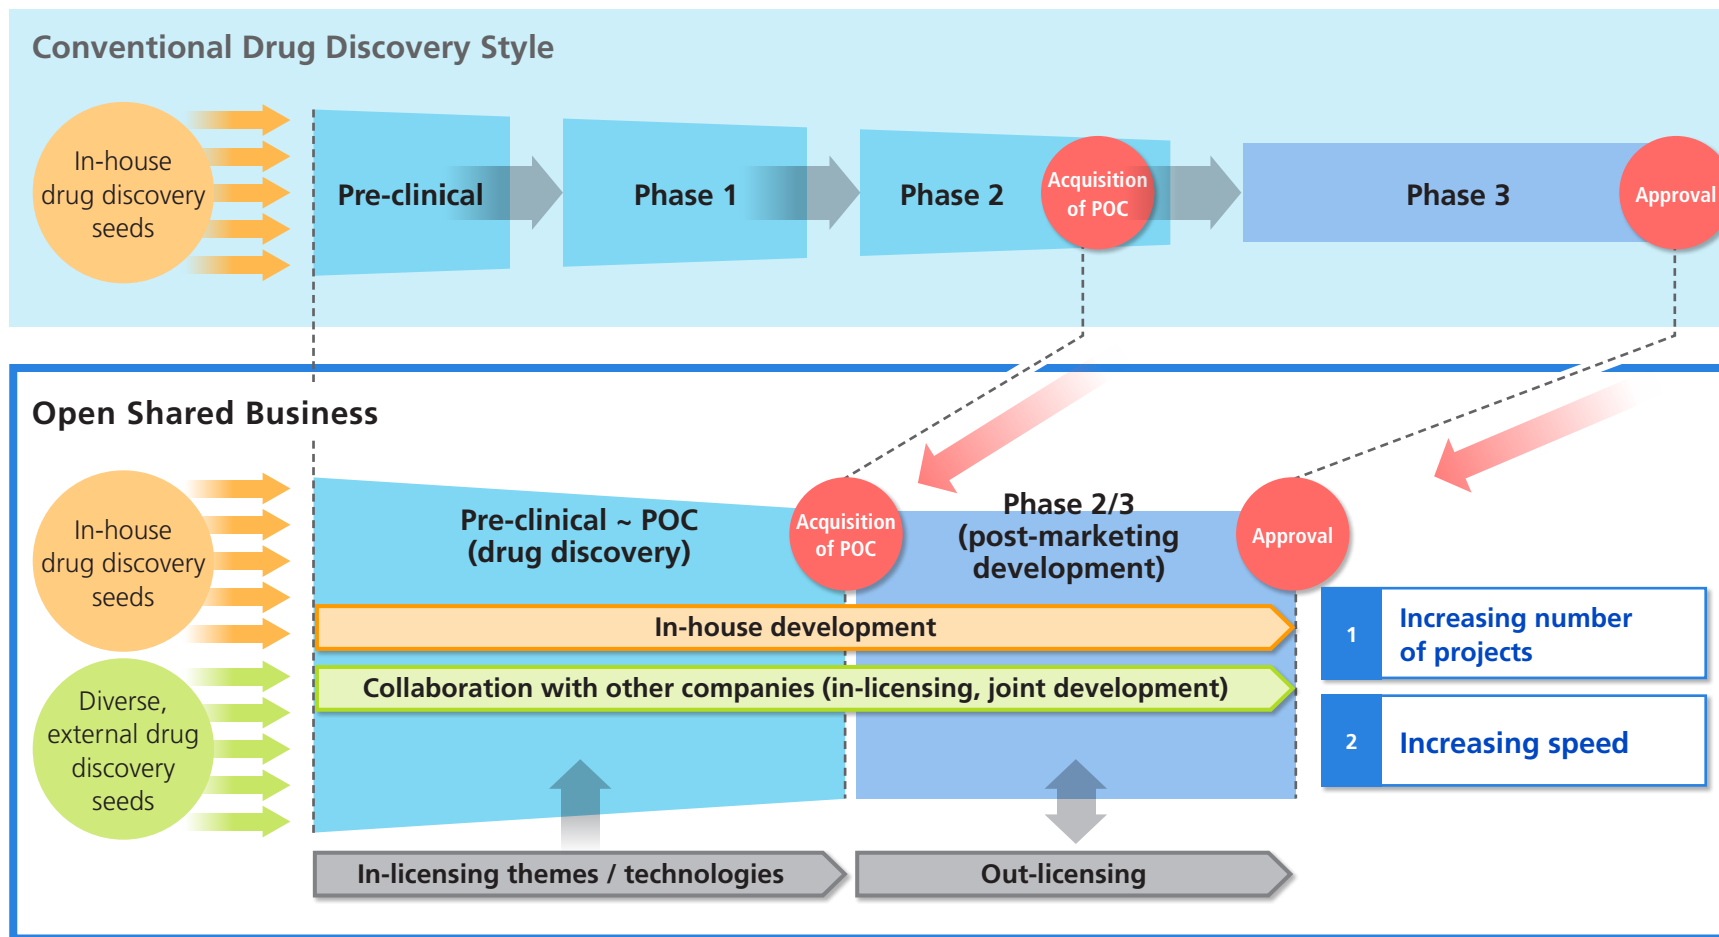 Conventional Drug Discovery Style
In-house
drug discovery
seeds
Pre-clinical
Phase 1
Phase 2
Acquisition
of POC
Phase 3
Approval
Open Shared Business
In-house
drug discovery
seeds
Diverse,
external drug
discovery
seeds
Pre-clinical ~ POC
(drug discovery)
Acquisition
of POC
Phase 2/3
(post-marketing
development)
Approval
In-house development
Collaboration with other companies (in-licensing, joint development)
1
Increasing number
of projects
2
Increasing speed
In-licensing themes / technologies
Out-licensing